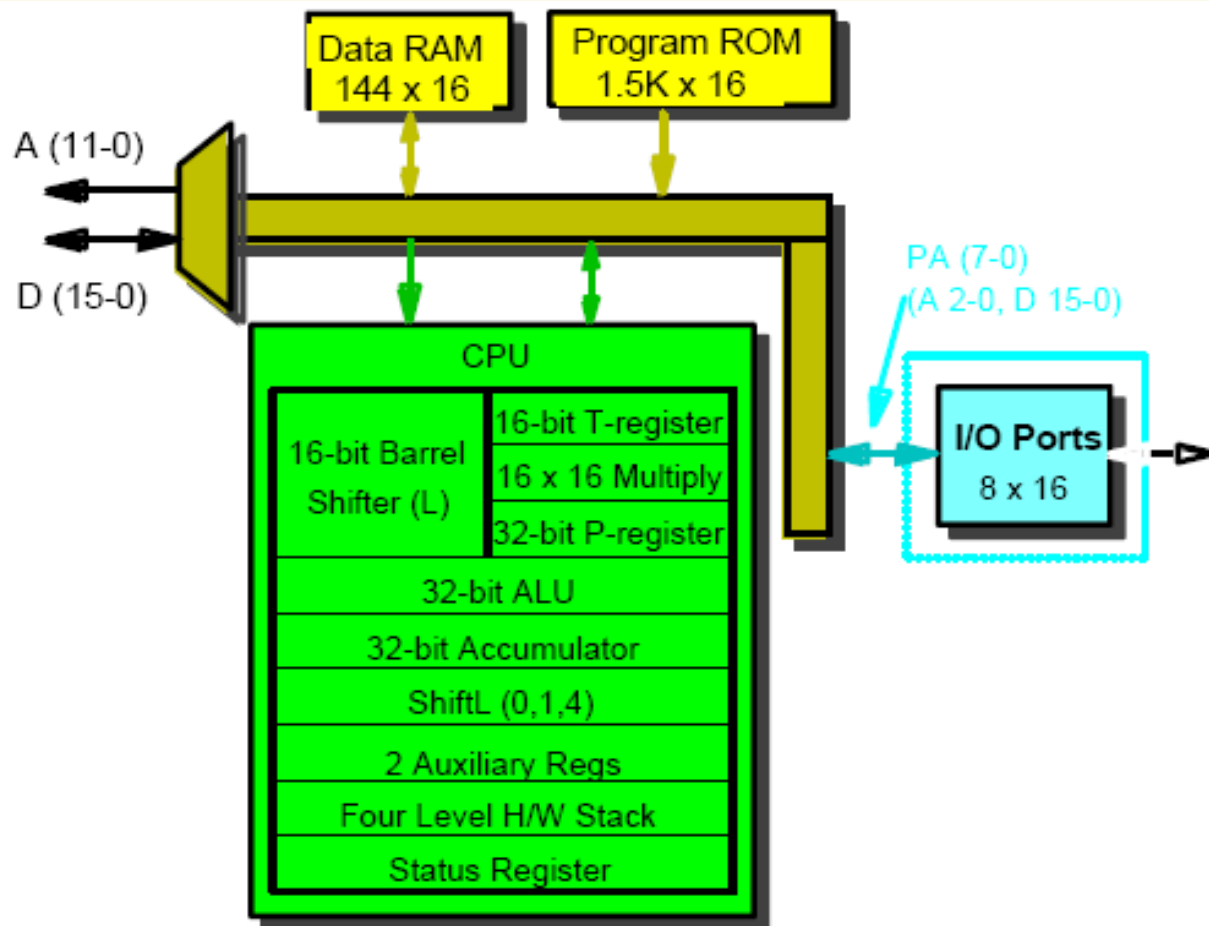 Data RAM
144 x 16
Program ROM
1.5K x 16
A (11-0)
D (15-0)
PA (7-0)
(A 2-0, D 15-0)
CPU
16-bit Barrel
Shifter (L)
16-bit T-register
16 x 16 Multiply
32-bit P-register
I/O Ports
8 x 16
32-bit ALU
32-bit Accumulator
ShiftL (0,1,4)
2 Auxiliary Regs
Four Level H/W Stack
Status Register